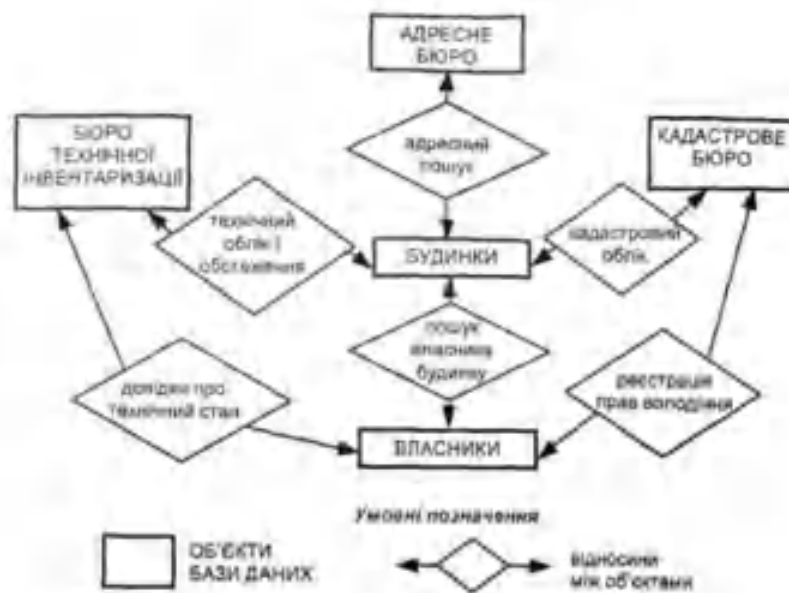 АДРЕСНЕ
БЮРО
БЮРО
ТЕХНІЧНОЇ
ІНВЕНТАРИЗАЦІЇ
КАДАСТРОВЕ
БЮРО
адресний
пошук
технічний
облік і
обстеження
БУДИНКИ
кадастровий
облік
пошук
власника
будинку
довідки про
технічний стан
реєстрація
прав володіння
ВЛАСНИКИ
Умовні позначення
ОБ'ЄКТИ
БАЗИ ДАНИХ
відносини
між об'єктами